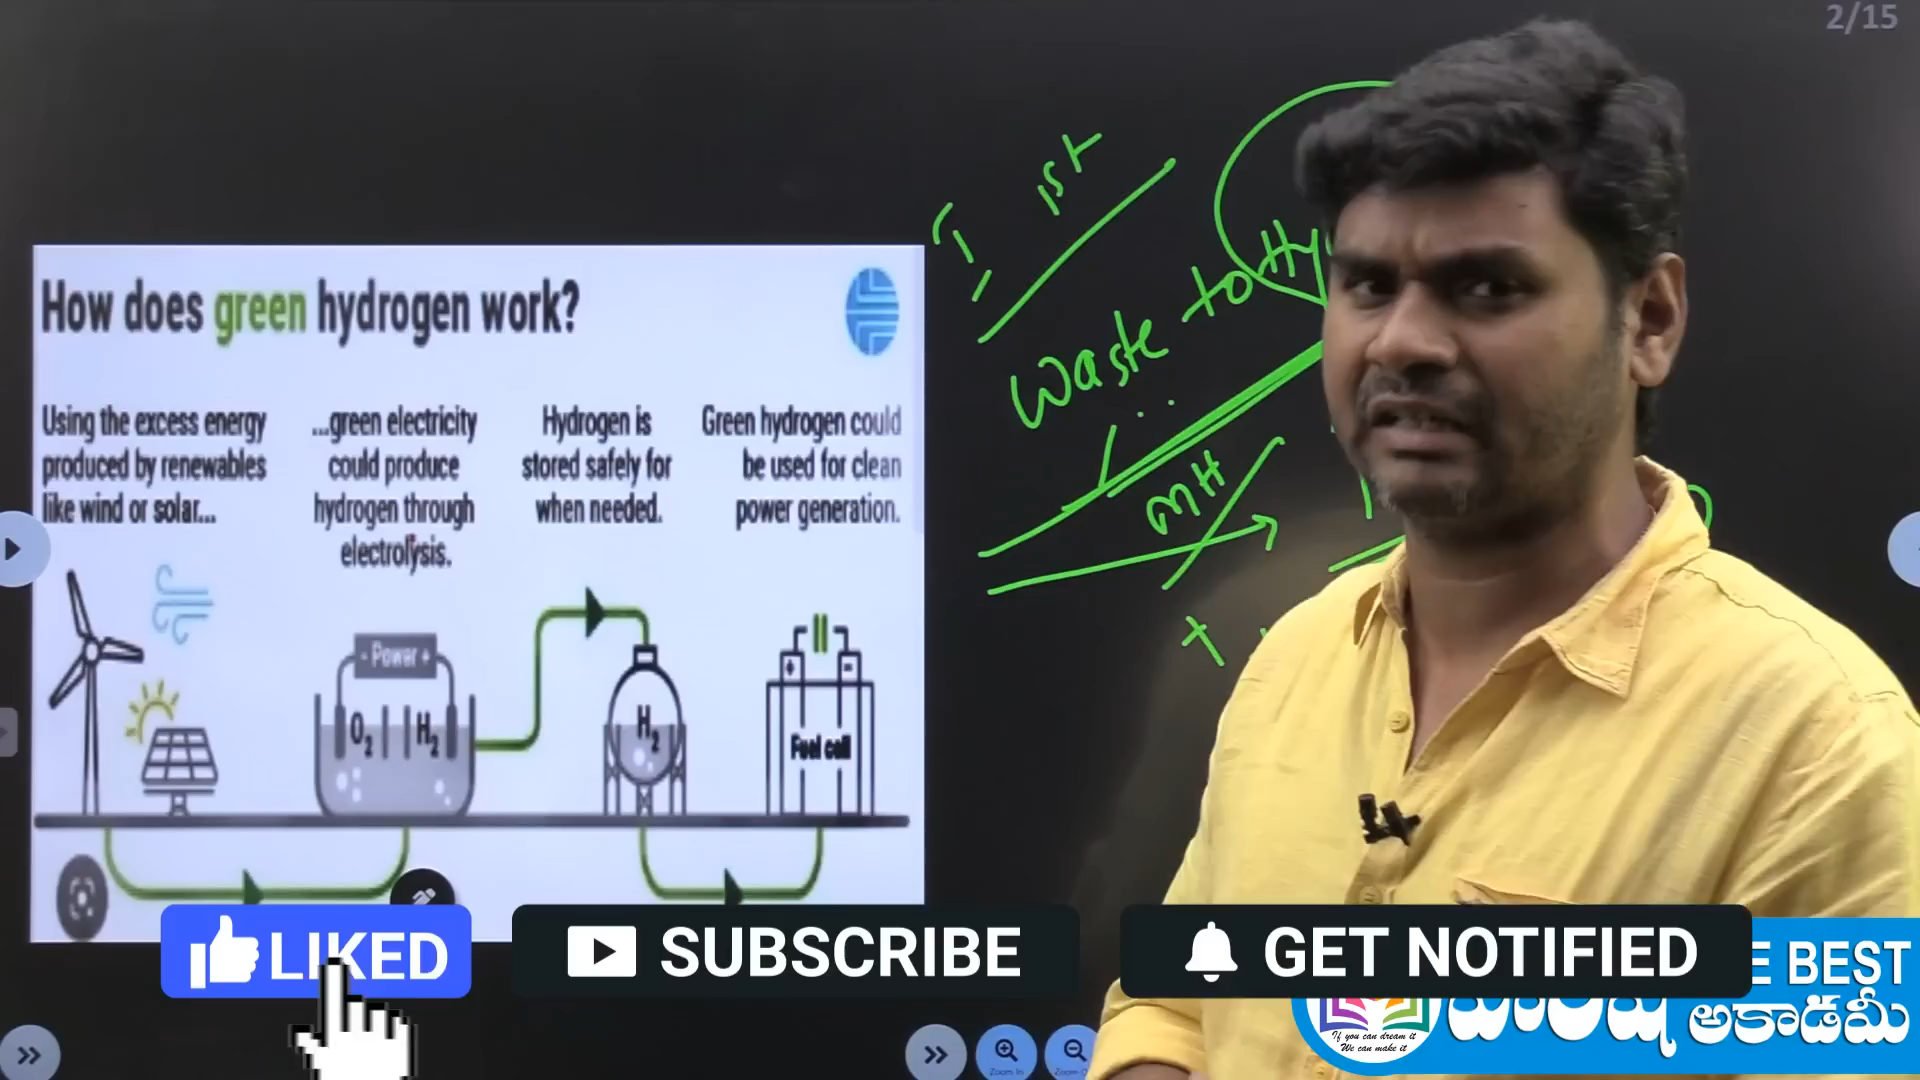 2/15
How does green hydrogen work?
Using the excess energy
produced by renewables
like wind or solar...
...green electricity
could produce
hydrogen through
electrolysis.
Hydrogen is
stored safely for
when needed.
Green hydrogen could
be used for clean
power generation.
- Power +
O2 H2
H2
+ -
Fuel cell
1st
Waste to Hy
MH
LIKED
SUBSCRIBE
GET NOTIFIED
E BEST
అకాడమీ
If you can dream it
We can make it
Zoom In